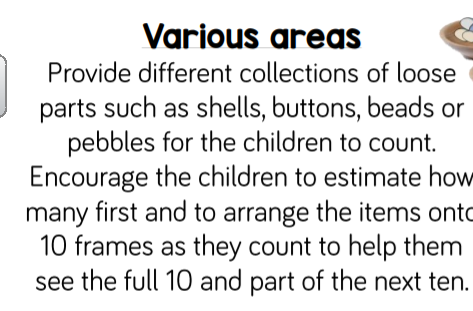 Various areas
Provide different collections of loose
parts such as shells, buttons, beads or
pebbles for the children to count.
Encourage the children to estimate how
many first and to arrange the items onto
10 frames as they count to help them
see the full 10 and part of the next ten.